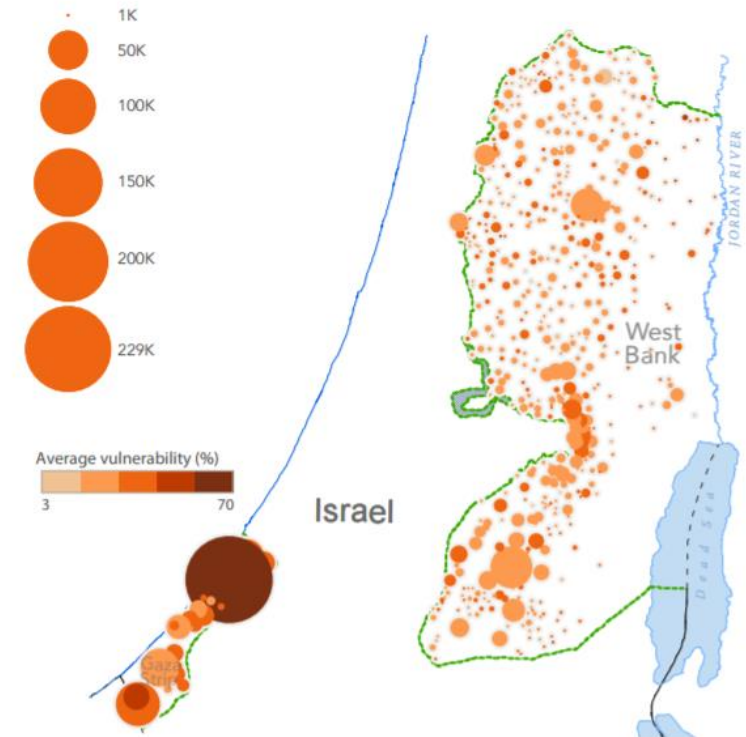 1K
50K
100K
150K
200K
229K
Average vulnerability (%)
3 70
JORDAN RIVER
West
Bank
Israel
Dead Sea
Gaza
Strip